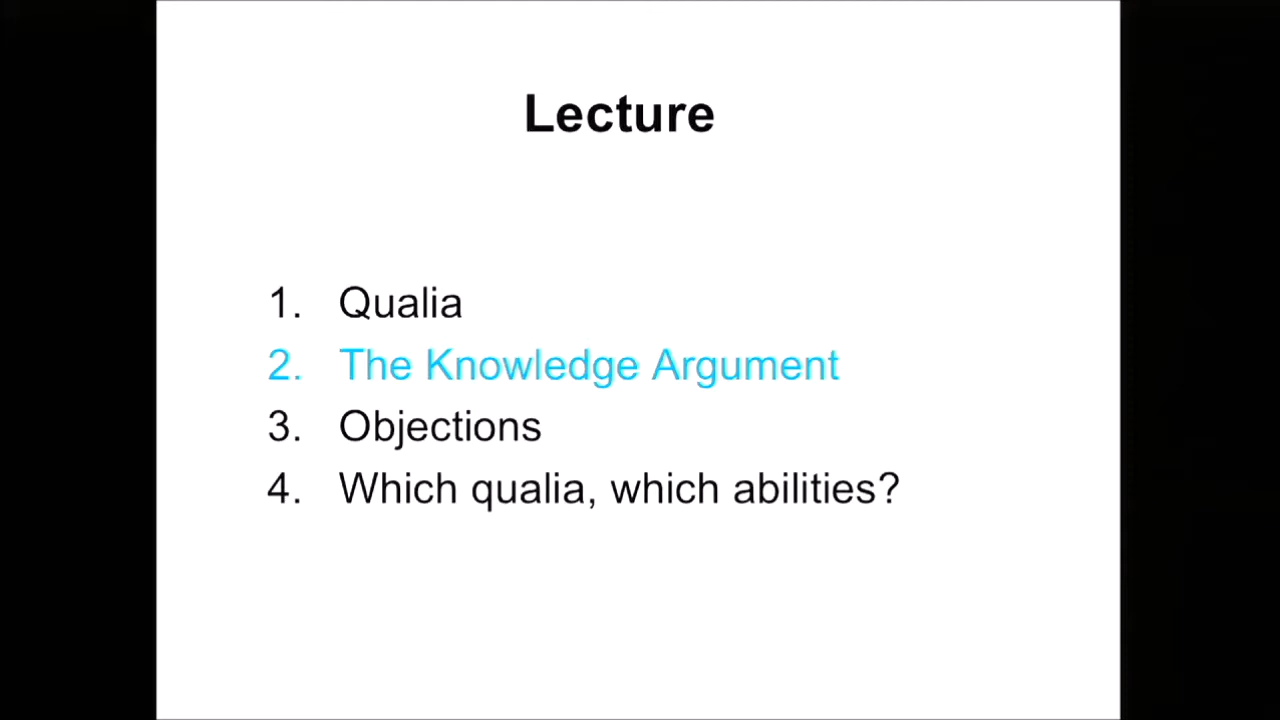 Lecture
1. Qualia
2. The Knowledge Argument
3. Objections
4. Which qualia, which abilities?